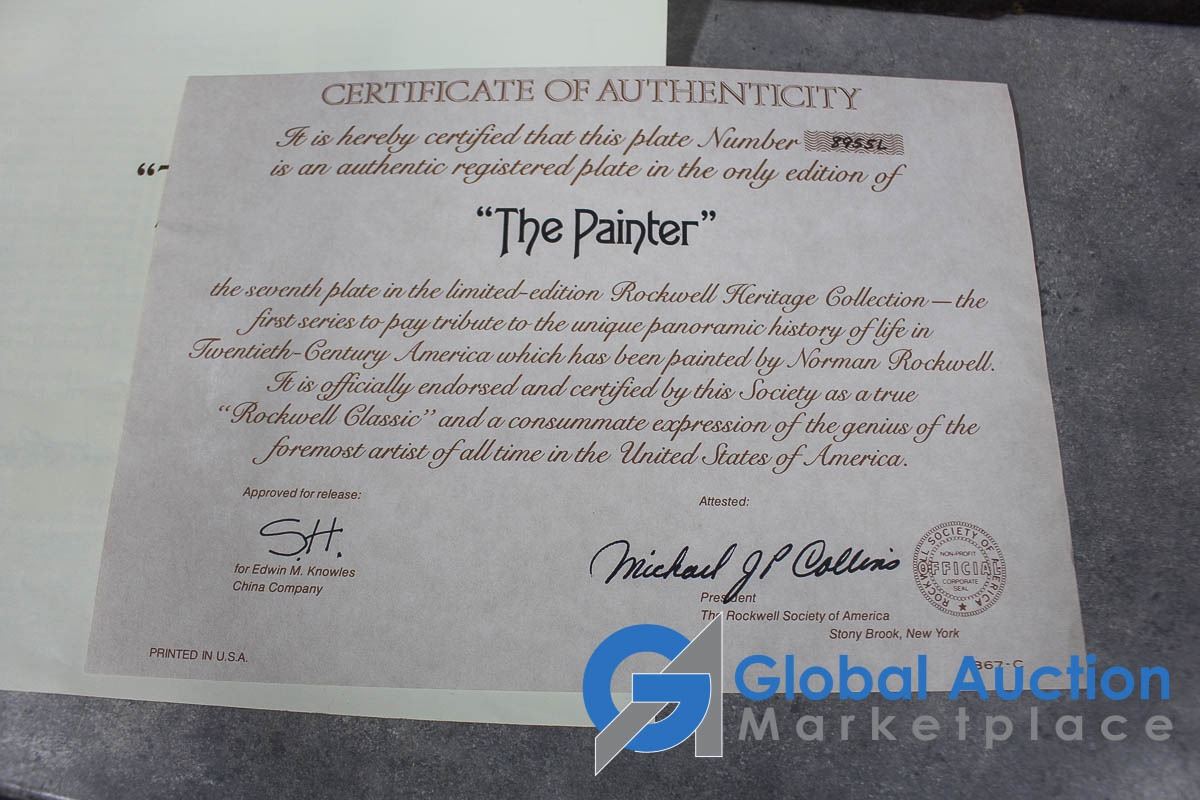 CERTIFICATE OF AUTHENTICITY
It is hereby certified that this plate Number 8955L
is an authentic registered plate in the only edition of
“The Painter”
the seventh plate in the limited-edition Rockwell Heritage Collection — the
first series to pay tribute to the unique panoramic history of life in
Twentieth-Century America which has been painted by Norman Rockwell.
It is officially endorsed and certified by this Society as a true
“Rockwell Classic” and a consummate expression of the genius of the
foremost artist of all time in the United States of America.
Approved for release:
S.H.
for Edwin M. Knowles
China Company
Attested:
Michael J P Collins
President
The Rockwell Society of America
Stony Brook, New York
ROCKWELL SOCIETY OF AMERICA
NON-PROFIT
OFFICIAL
CORPORATE
SEAL
PRINTED IN U.S.A.
867-C
Global Auction
Marketplace